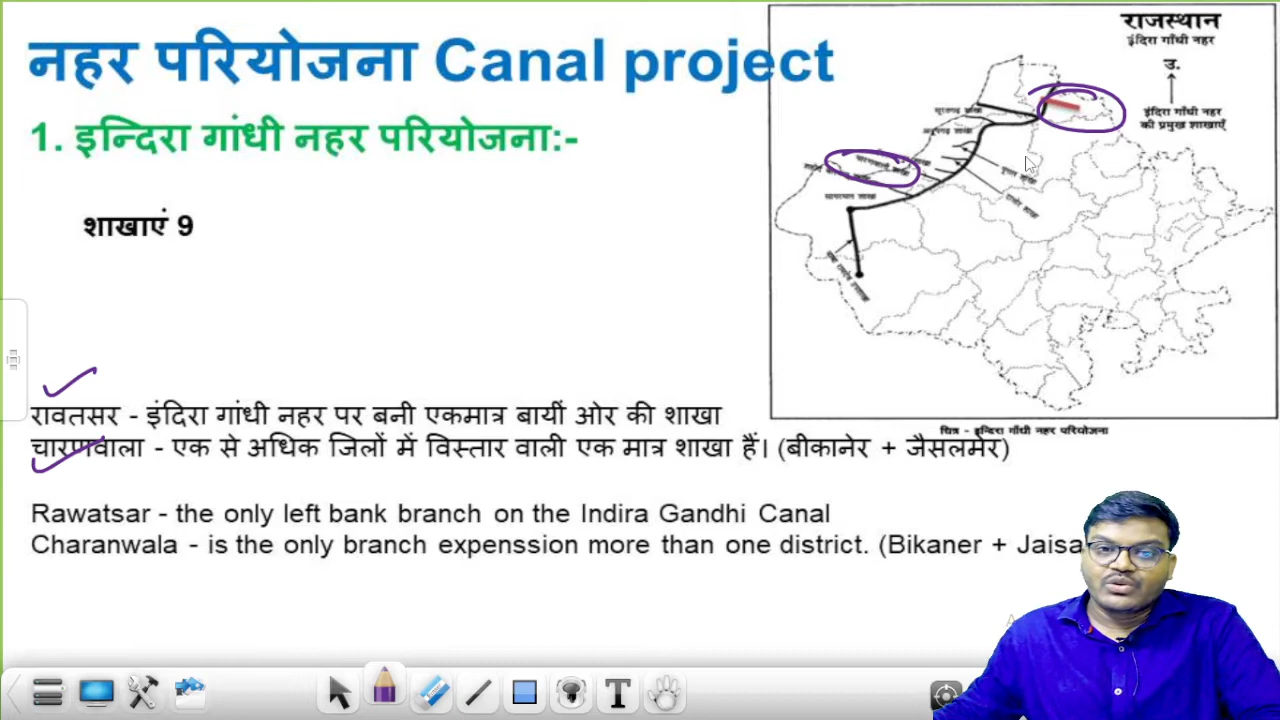 नहर परियोजना Canal project
1. इन्दिरा गांधी नहर परियोजना:-
शाखाएं 9
राजस्थान
इंदिरा गाँधी नहर
उ.
इंदिरा गाँधी नहर
की प्रमुख शाखाएँ
चित्र - इन्दिरा गाँधी नहर परियोजना
रावतसर - इंदिरा गांधी नहर पर बनी एकमात्र बायीं ओर की शाखा
चारणवाला - एक से अधिक जिलों में विस्तार वाली एक मात्र शाखा हैं। (बीकानेर + जैसलमेर)
Rawatsar - the only left bank branch on the Indira Gandhi Canal
Charanwala - is the only branch expenssion more than one district. (Bikaner + Jaisa